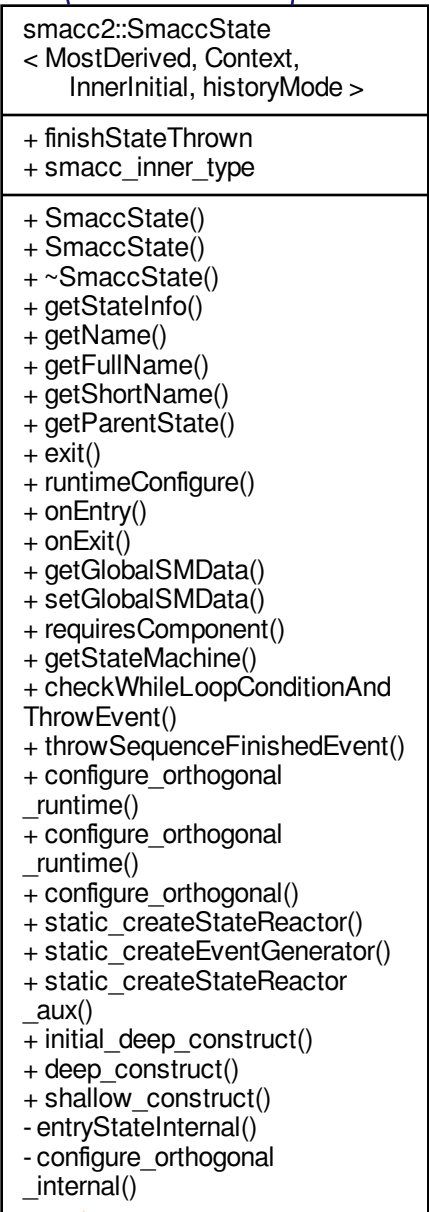 smacc2::SmaccState
< MostDerived, Context,
InnerInitial, historyMode >
+ finishStateThrown
+ smacc_inner_type
+ SmaccState()
+ SmaccState()
+ ~SmaccState()
+ getStateInfo()
+ getName()
+ getFullName()
+ getShortName()
+ getParentState()
+ exit()
+ runtimeConfigure()
+ onEntry()
+ onExit()
+ getGlobalSMData()
+ setGlobalSMData()
+ requiresComponent()
+ getStateMachine()
+ checkWhileLoopConditionAnd
ThrowEvent()
+ throwSequenceFinishedEvent()
+ configure_orthogonal
_runtime()
+ configure_orthogonal
_runtime()
+ configure_orthogonal()
+ static_createStateReactor()
+ static_createEventGenerator()
+ static_createStateReactor
_aux()
+ initial_deep_construct()
+ deep_construct()
+ shallow_construct()
- entryStateInternal()
- configure_orthogonal
_internal()